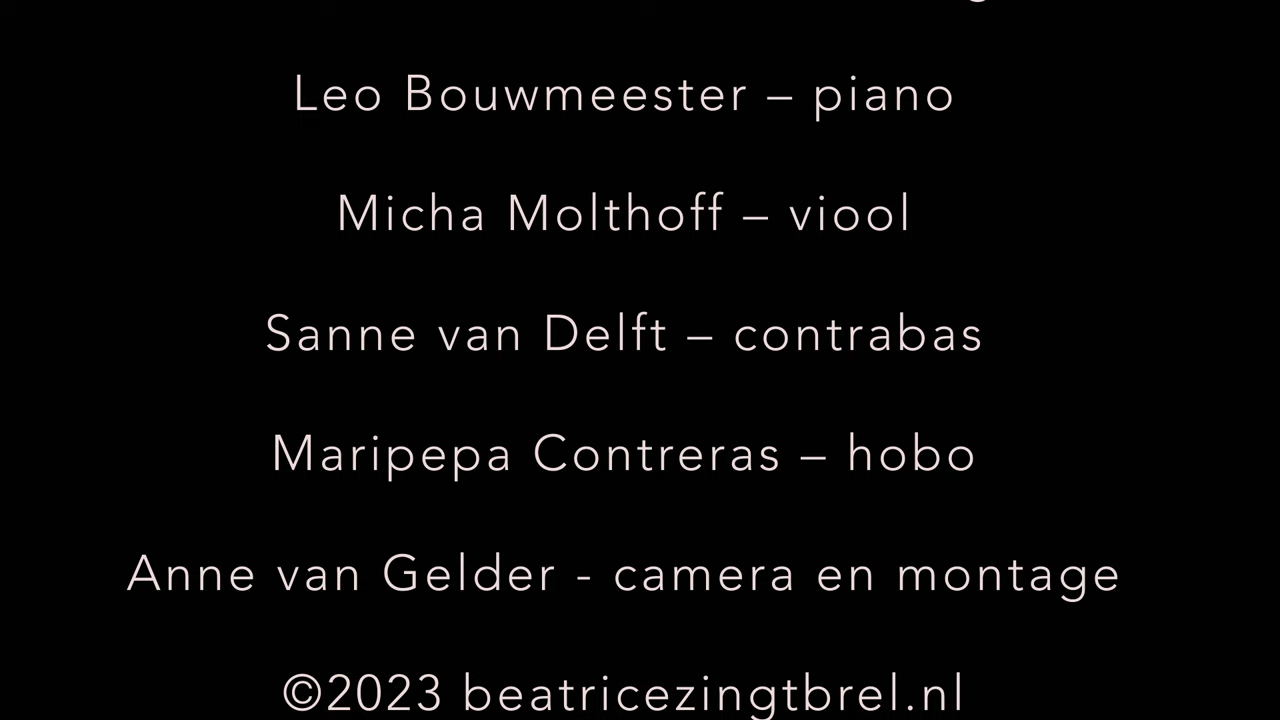 Leo Bouwmeester – piano
Micha Molthoff – viool
Sanne van Delft – contrabas
Maripepa Contreras – hobo
Anne van Gelder - camera en montage
©2023 beatricezingtbrel.nl